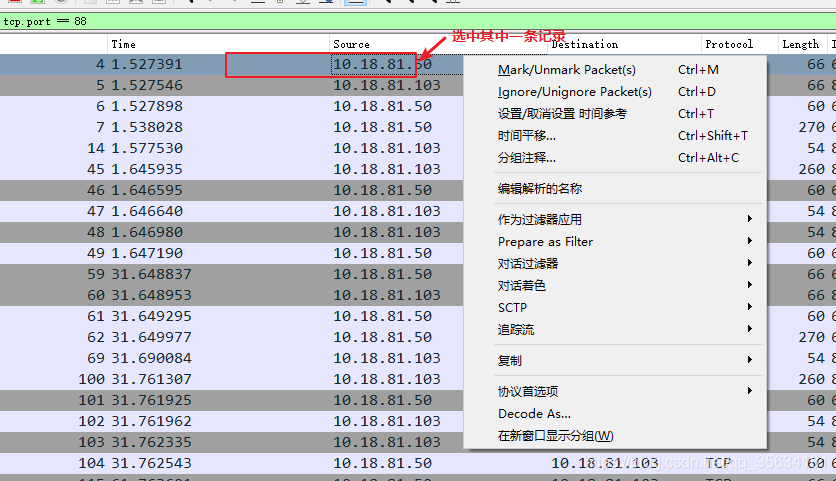 tcp.port == 88
选中其中一条记录
Time Source Destination Protocol Length
4 1.527391 10.18.81.50 66
5 1.527546 10.18.81.103 66
6 1.527898 10.18.81.50 60
7 1.538028 10.18.81.50 270
14 1.577530 10.18.81.103 54
45 1.645935 10.18.81.103 260
46 1.646595 10.18.81.50 60
47 1.646640 10.18.81.103 54
48 1.646980 10.18.81.103 54
49 1.647190 10.18.81.50 60
59 31.648837 10.18.81.50 66
60 31.648953 10.18.81.103 66
61 31.649295 10.18.81.50 60
62 31.649977 10.18.81.50 270
69 31.690084 10.18.81.103 54
100 31.761307 10.18.81.103 260
101 31.761925 10.18.81.50 60
102 31.761962 10.18.81.103 54
103 31.762335 10.18.81.103 54
104 31.762543 10.18.81.50 10.18.81.103 TCP 60
Mark/Unmark Packet(s) Ctrl+M
Ignore/Unignore Packet(s) Ctrl+D
设置/取消设置 时间参考 Ctrl+T
时间平移... Ctrl+Shift+T
分组注释... Ctrl+Alt+C
编辑解析的名称
作为过滤器应用
Prepare as Filter
对话过滤器
对话着色
SCTP
追踪流
复制
协议首选项
Decode As...
在新窗口显示分组(W)